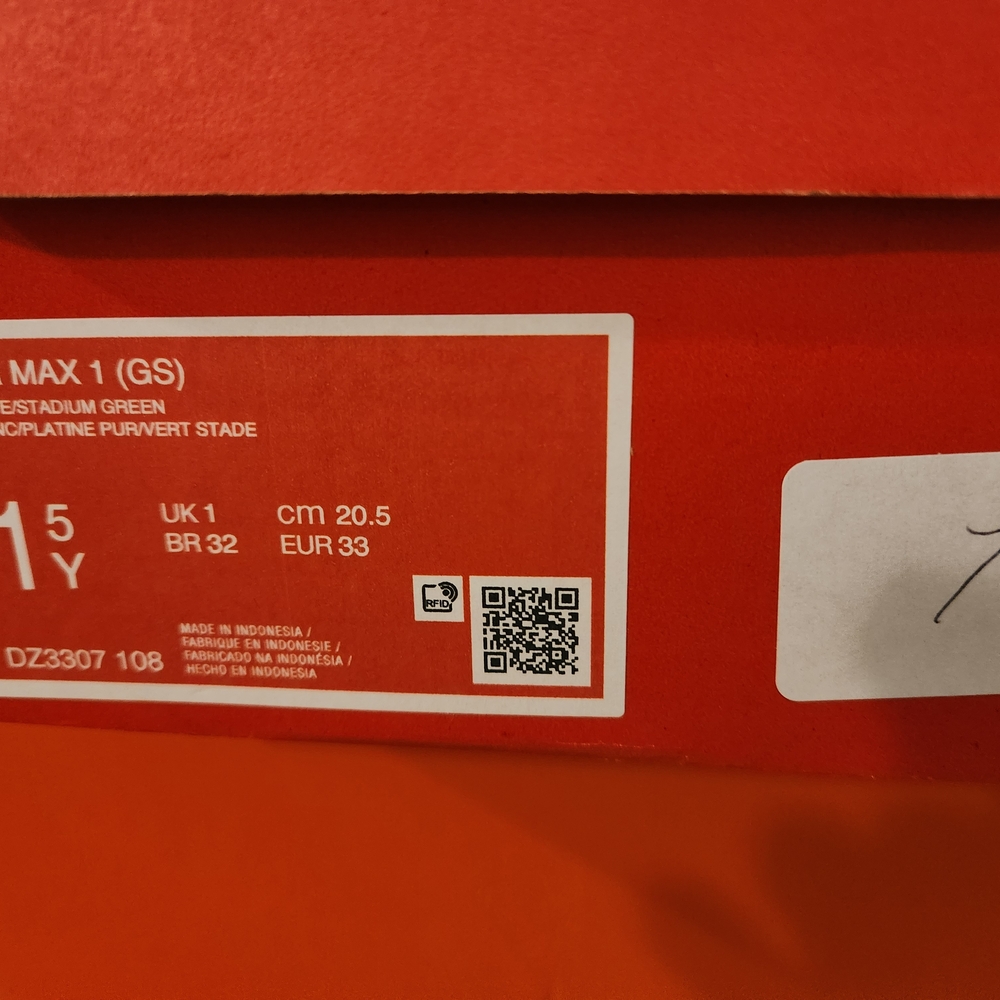 MAX 1 (GS)
E/STADIUM GREEN
NC/PLATINE PUR/VERT STADE
1 5 Y
UK 1 cm 20.5
BR 32 EUR 33
RFID
DZ3307 108
MADE IN INDONESIA /
FABRIQUE EN INDONESIE /
FABRICADO NA INDONÉSIA /
HECHO EN INDONESIA